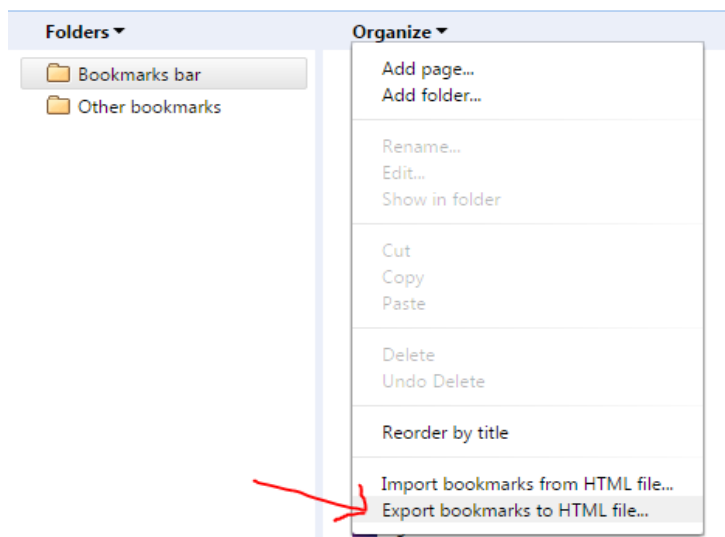 Folders
Organize
Bookmarks bar
Other bookmarks
Add page...
Add folder...
Rename...
Edit...
Show in folder
Cut
Copy
Paste
Delete
Undo Delete
Reorder by title
Import bookmarks from HTML file...
Export bookmarks to HTML file...